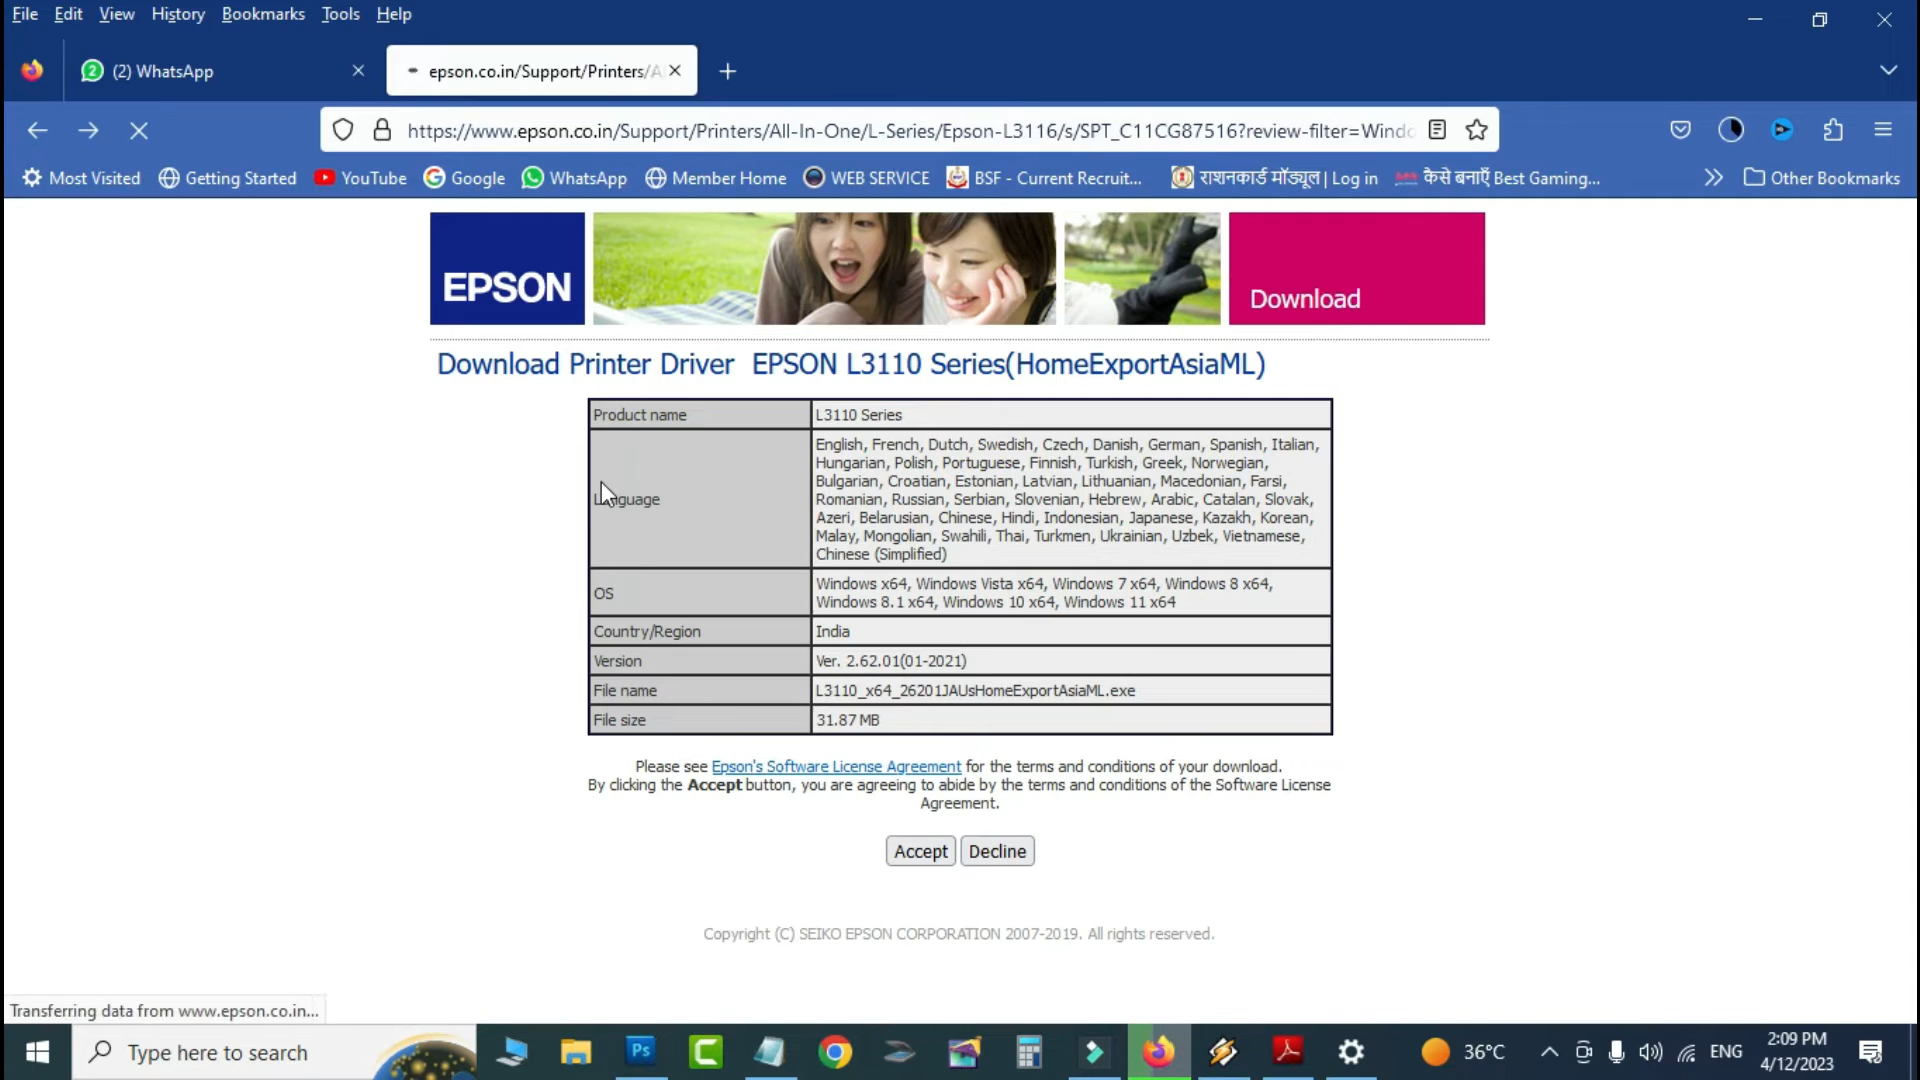 File Edit View History Bookmarks Tools Help
2 (2) WhatsApp
epson.co.in/Support/Printers/A
https://www.epson.co.in/Support/Printers/All-In-One/L-Series/Epson-L3116/s/SPT_C11CG87516?review-filter=Windo
Most Visited Getting Started YouTube Google WhatsApp Member Home WEB SERVICE BSF - Current Recruit... राशनकार्ड मॉड्यूल | Log in कैसे बनाएँ Best Gaming... Other Bookmarks
EPSON
Download
Download Printer Driver EPSON L3110 Series(HomeExportAsiaML)
Product name L3110 Series
Language
English, French, Dutch, Swedish, Czech, Danish, German, Spanish, Italian,
Hungarian, Polish, Portuguese, Finnish, Turkish, Greek, Norwegian,
Bulgarian, Croatian, Estonian, Latvian, Lithuanian, Macedonian, Farsi,
Romanian, Russian, Serbian, Slovenian, Hebrew, Arabic, Catalan, Slovak,
Azeri, Belarusian, Chinese, Hindi, Indonesian, Japanese, Kazakh, Korean,
Malay, Mongolian, Swahili, Thai, Turkmen, Ukrainian, Uzbek, Vietnamese,
Chinese (Simplified)
OS
Windows x64, Windows Vista x64, Windows 7 x64, Windows 8 x64,
Windows 8.1 x64, Windows 10 x64, Windows 11 x64
Country/Region India
Version Ver. 2.62.01(01-2021)
File name L3110_x64_26201JAUsHomeExportAsiaML.exe
File size 31.87 MB
Please see Epson's Software License Agreement for the terms and conditions of your download.
By clicking the Accept button, you are agreeing to abide by the terms and conditions of the Software License
Agreement.
Accept Decline
Copyright (C) SEIKO EPSON CORPORATION 2007-2019. All rights reserved.
Transferring data from www.epson.co.in...
Type here to search
Ps
36°C
ENG
2:09 PM
4/12/2023